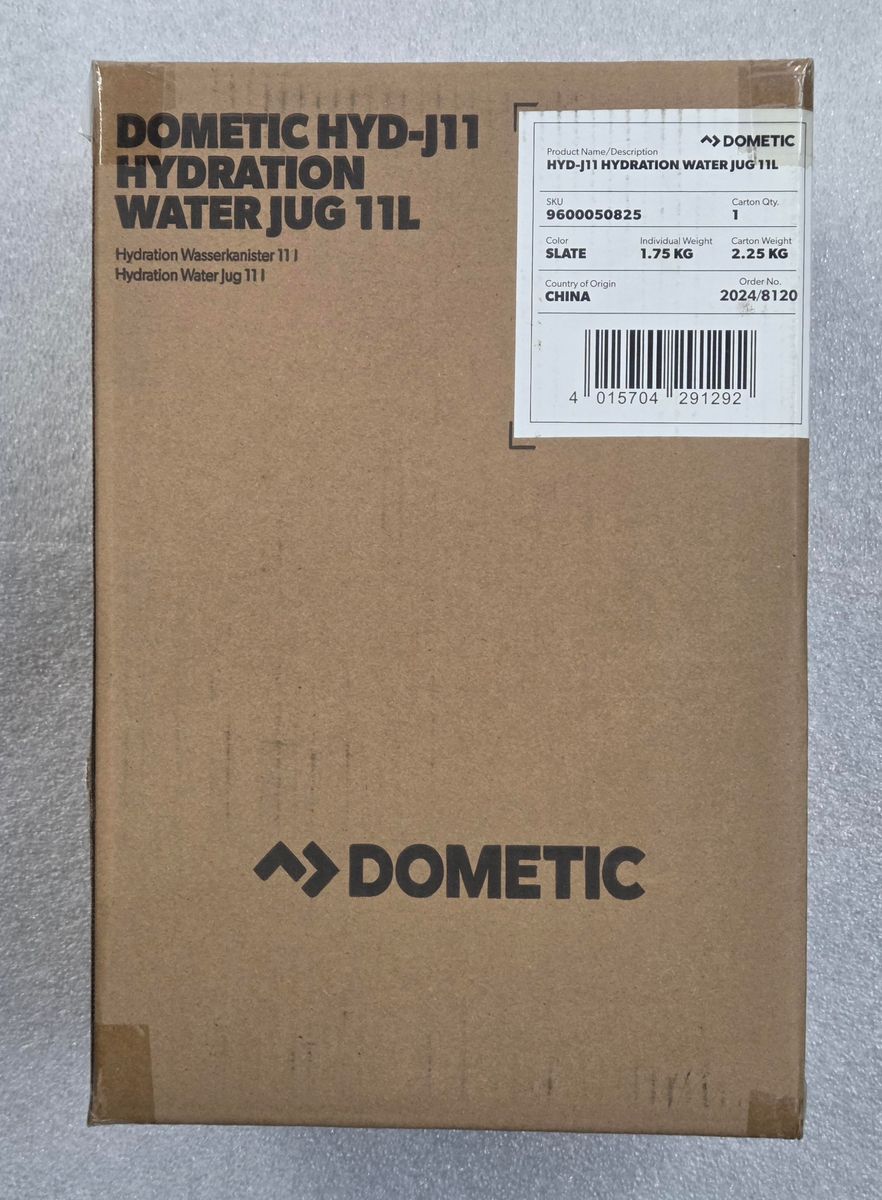 DOMETIC HYD-J11
HYDRATION
WATER JUG 11L
Hydration Wasserkanister 11 l
Hydration Water Jug 11 l
DOMETIC
Product Name/Description
HYD-J11 HYDRATION WATER JUG 11L
SKU Carton Qty.
9600050825 1
Color Individual Weight Carton Weight
SLATE 1.75 KG 2.25 KG
Country of Origin Order No.
CHINA 2024/8120
4 015704 291292
DOMETIC